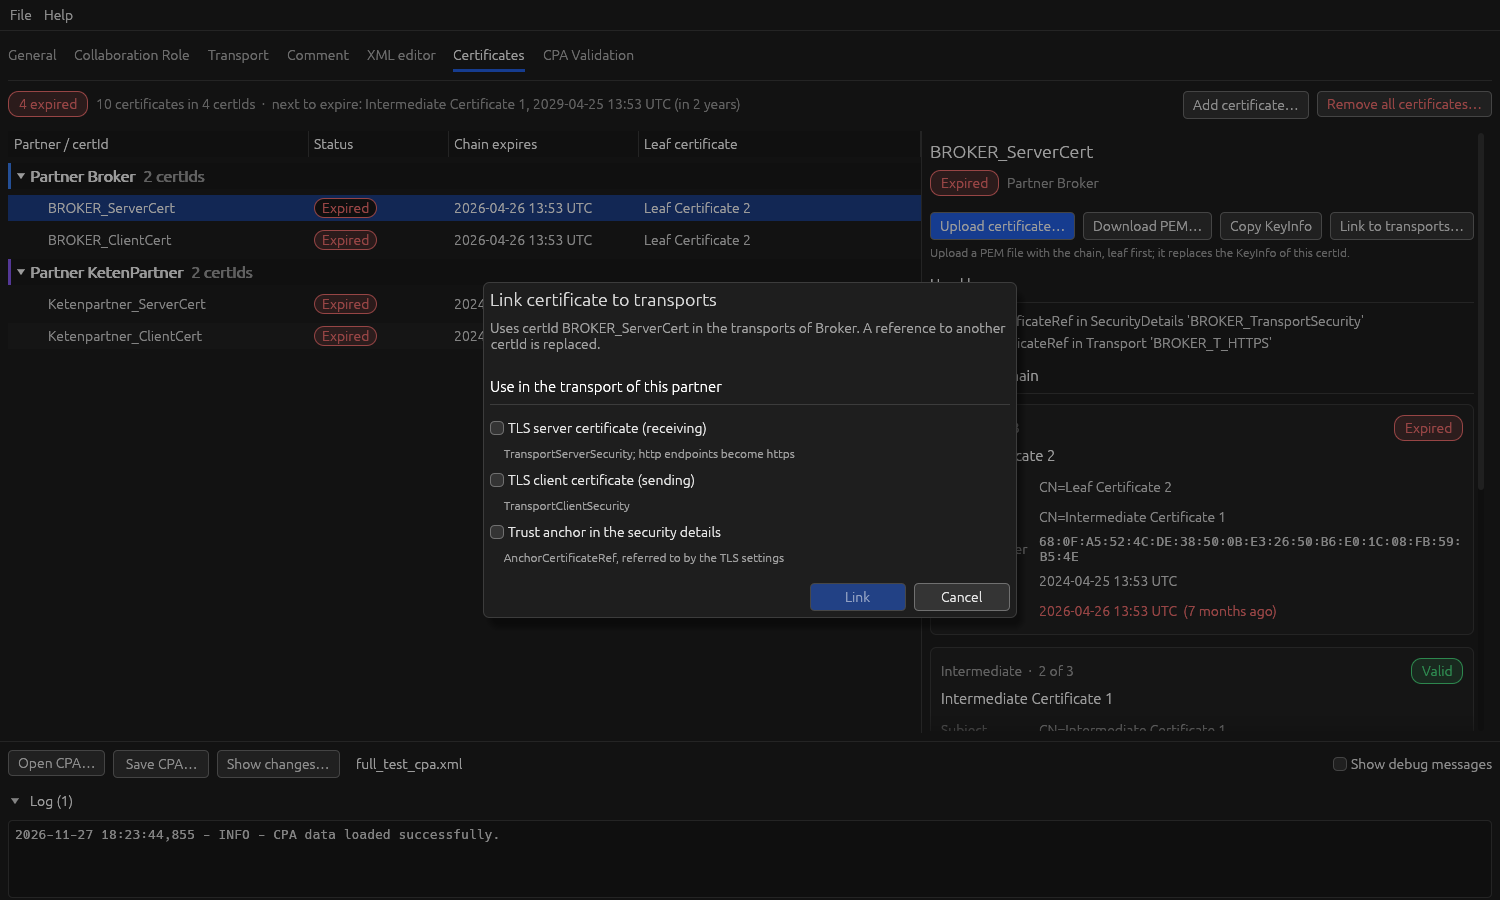 File Help
General Collaboration Role Transport Comment XML editor Certificates CPA Validation
4 expired 10 certificates in 4 certIds · next to expire: Intermediate Certificate 1, 2029-04-25 13:53 UTC (in 2 years)
Add certificate... Remove all certificates...
Partner / certId Status Chain expires Leaf certificate
Partner Broker 2 certIds
BROKER_ServerCert Expired 2026-04-26 13:53 UTC Leaf Certificate 2
BROKER_ClientCert Expired 2026-04-26 13:53 UTC Leaf Certificate 2
Partner KetenPartner 2 certIds
Ketenpartner_ServerCert Expired 2024
Ketenpartner_ClientCert Expired 2024
BROKER_ServerCert
Expired Partner Broker
Upload certificate... Download PEM... Copy KeyInfo Link to transports...
Upload a PEM file with the chain, leaf first; it replaces the KeyInfo of this certId.
ficateRef in SecurityDetails 'BROKER_TransportSecurity'
icateRef in Transport 'BROKER_T_HTTPS'
ain
Expired
cate 2
CN=Leaf Certificate 2
CN=Intermediate Certificate 1
er 68:0F:A5:52:4C:DE:38:50:0B:E3:26:50:B6:E0:1C:08:FB:59:
B5:4E
2024-04-25 13:53 UTC
2026-04-26 13:53 UTC (7 months ago)
Intermediate · 2 of 3 Valid
Intermediate Certificate 1
Subject CN=Intermediate Certificate 1
Link certificate to transports
Uses certId BROKER_ServerCert in the transports of Broker. A reference to another
certId is replaced.
Use in the transport of this partner
TLS server certificate (receiving)
TransportServerSecurity; http endpoints become https
TLS client certificate (sending)
TransportClientSecurity
Trust anchor in the security details
AnchorCertificateRef, referred to by the TLS settings
Link Cancel
Open CPA... Save CPA... Show changes... full_test_cpa.xml Show debug messages
Log (1)
2026-11-27 18:23:44,855 - INFO - CPA data loaded successfully.